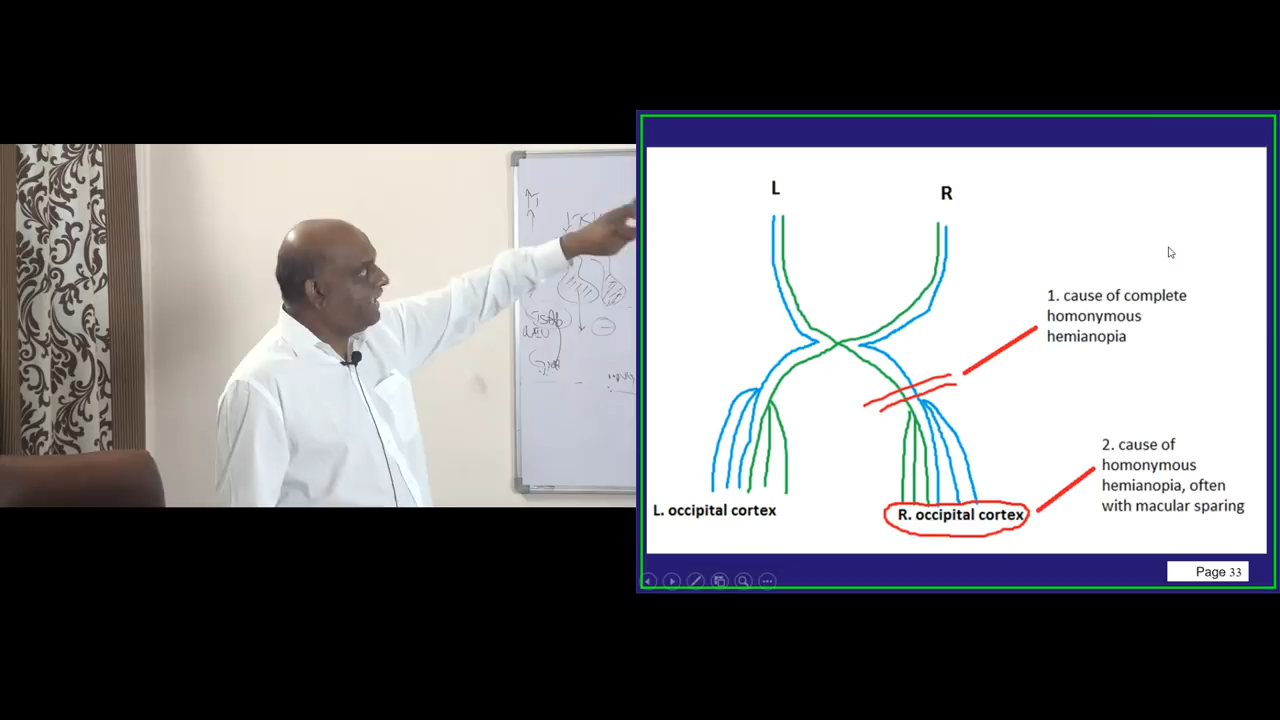 L
R
1. cause of complete
homonymous
hemianopia
2. cause of
homonymous
hemianopia, often
with macular sparing
L. occipital cortex
R. occipital cortex
Page 33